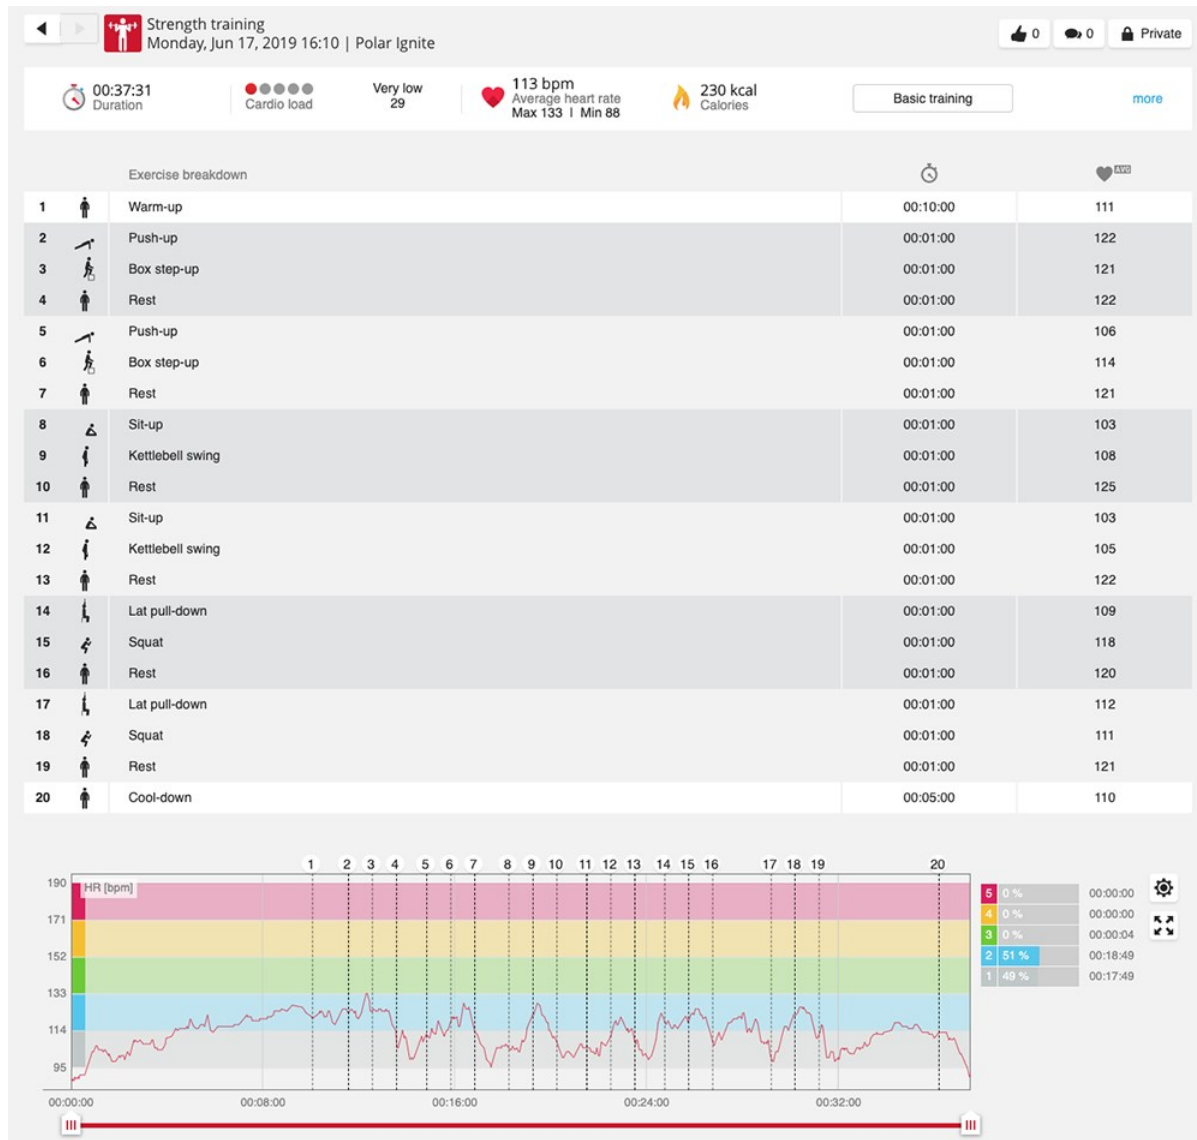 Strength training
Monday, Jun 17, 2019 16:10 | Polar Ignite
0
0
Private
00:37:31
Duration
Cardio load
Very low
29
113 bpm
Average heart rate
Max 133 | Min 88
230 kcal
Calories
Basic training
more
Exercise breakdown AVG
1 Warm-up 00:10:00 111
2 Push-up 00:01:00 122
3 Box step-up 00:01:00 121
4 Rest 00:01:00 122
5 Push-up 00:01:00 106
6 Box step-up 00:01:00 114
7 Rest 00:01:00 121
8 Sit-up 00:01:00 103
9 Kettlebell swing 00:01:00 108
10 Rest 00:01:00 125
11 Sit-up 00:01:00 103
12 Kettlebell swing 00:01:00 105
13 Rest 00:01:00 122
14 Lat pull-down 00:01:00 109
15 Squat 00:01:00 118
16 Rest 00:01:00 120
17 Lat pull-down 00:01:00 112
18 Squat 00:01:00 111
19 Rest 00:01:00 121
20 Cool-down 00:05:00 110
1 2 3 4 5 6 7 8 9 10 11 12 13 14 15 16 17 18 19 20
HR [bpm]
190
171
152
133
114
95
00:00:00 00:08:00 00:16:00 00:24:00 00:32:00
5 0 % 00:00:00
4 0 % 00:00:00
3 0 % 00:00:04
2 51 % 00:18:49
1 49 % 00:17:49